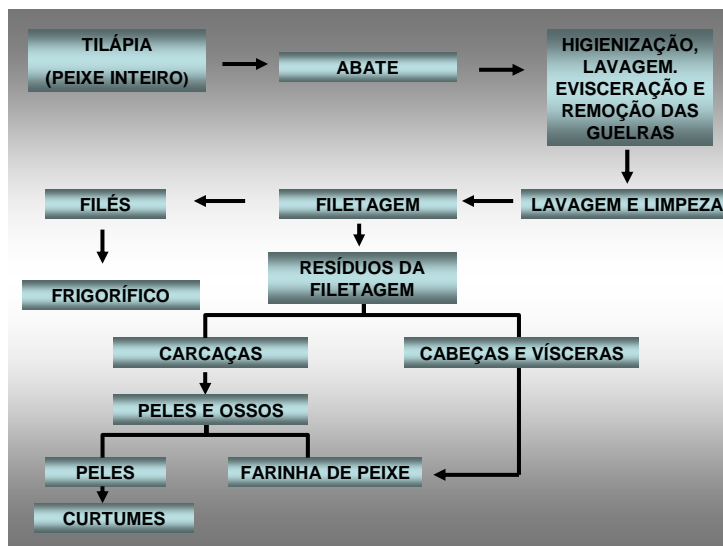 TILÁPIA
(PEIXE INTEIRO)
ABATE
HIGIENIZAÇÃO,
LAVAGEM.
EVISCERAÇÃO E
REMOÇÃO DAS
GUELRAS
FILÉS
FILETAGEM
LAVAGEM E LIMPEZA
FRIGORÍFICO
RESÍDUOS DA
FILETAGEM
CARCAÇAS
CABEÇAS E VÍSCERAS
PELES E OSSOS
PELES
FARINHA DE PEIXE
CURTUMES